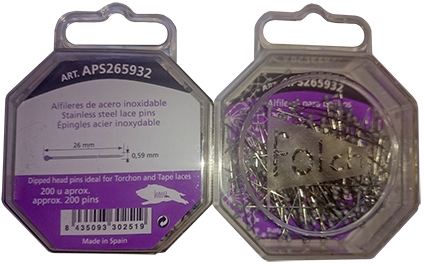 ART. APS265932
Alfileres de acero inoxidable
Stainless steel lace pins
Épingles acier inoxydable
26 mm
0,59 mm
Dipped head pins ideal for Torchon and Tape laces
200 u aprox.
approx. 200 pins
8 435093 302519
Made in Spain
ART. APS265932
Folch